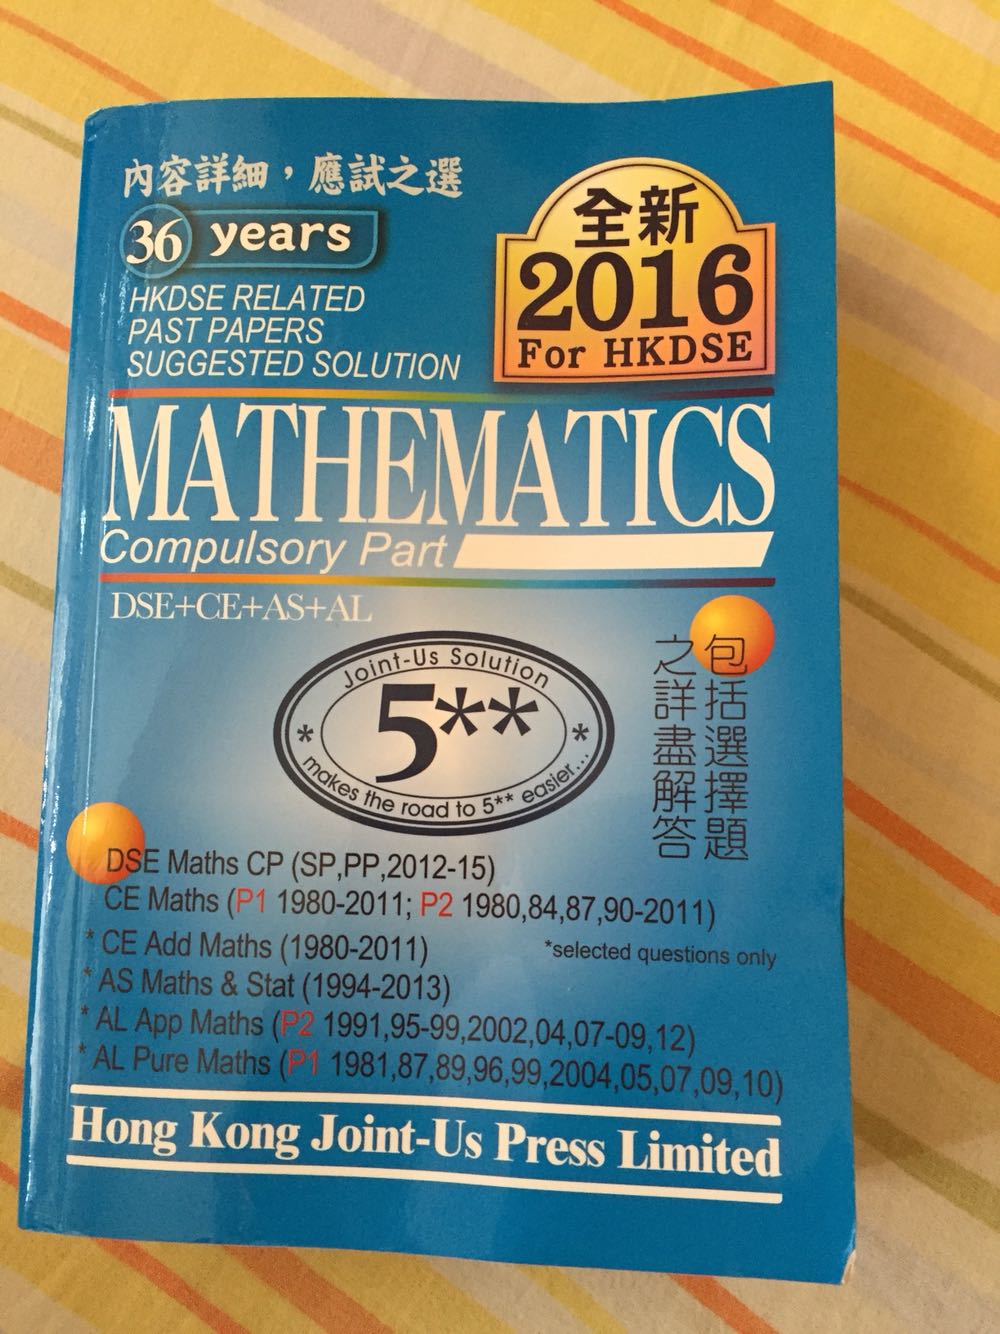 內容詳細，應試之選
36 years
HKDSE RELATED
PAST PAPERS
SUGGESTED SOLUTION
全新
2016
For HKDSE
MATHEMATICS
Compulsory Part
DSE+CE+AS+AL
Joint-Us Solution
* 5** *
makes the road to 5** easier....
包括選擇題
之詳盡解答
DSE Maths CP (SP,PP,2012-15)
CE Maths (P1 1980-2011; P2 1980,84,87,90-2011)
* CE Add Maths (1980-2011)
*selected questions only
* AS Maths & Stat (1994-2013)
* AL App Maths (P2 1991,95-99,2002,04,07-09,12)
* AL Pure Maths (P1 1981,87,89,96,99,2004,05,07,09,10)
Hong Kong Joint-Us Press Limited